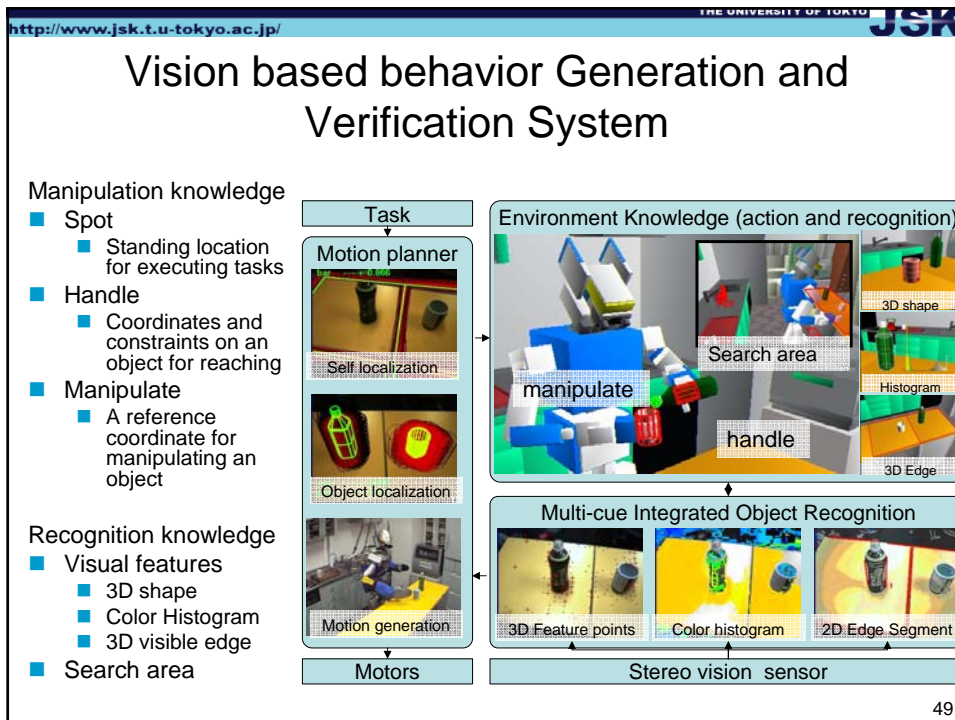 THE UNIVERSITY OF TOKYO
JSK
http://www.jsk.t.u-tokyo.ac.jp/
Vision based behavior Generation and
Verification System
Manipulation knowledge
Spot
Standing location
for executing tasks
Handle
Coordinates and
constraints on an
object for reaching
Manipulate
A reference
coordinate for
manipulating an
object
Recognition knowledge
Visual features
3D shape
Color Histogram
3D visible edge
Search area
Task
Motion planner
Self localization
Object localization
Motion generation
Motors
Environment Knowledge (action and recognition)
manipulate
Search area
handle
3D shape
Histogram
3D Edge
Multi-cue Integrated Object Recognition
3D Feature points
Color histogram
2D Edge Segment
Stereo vision sensor
49